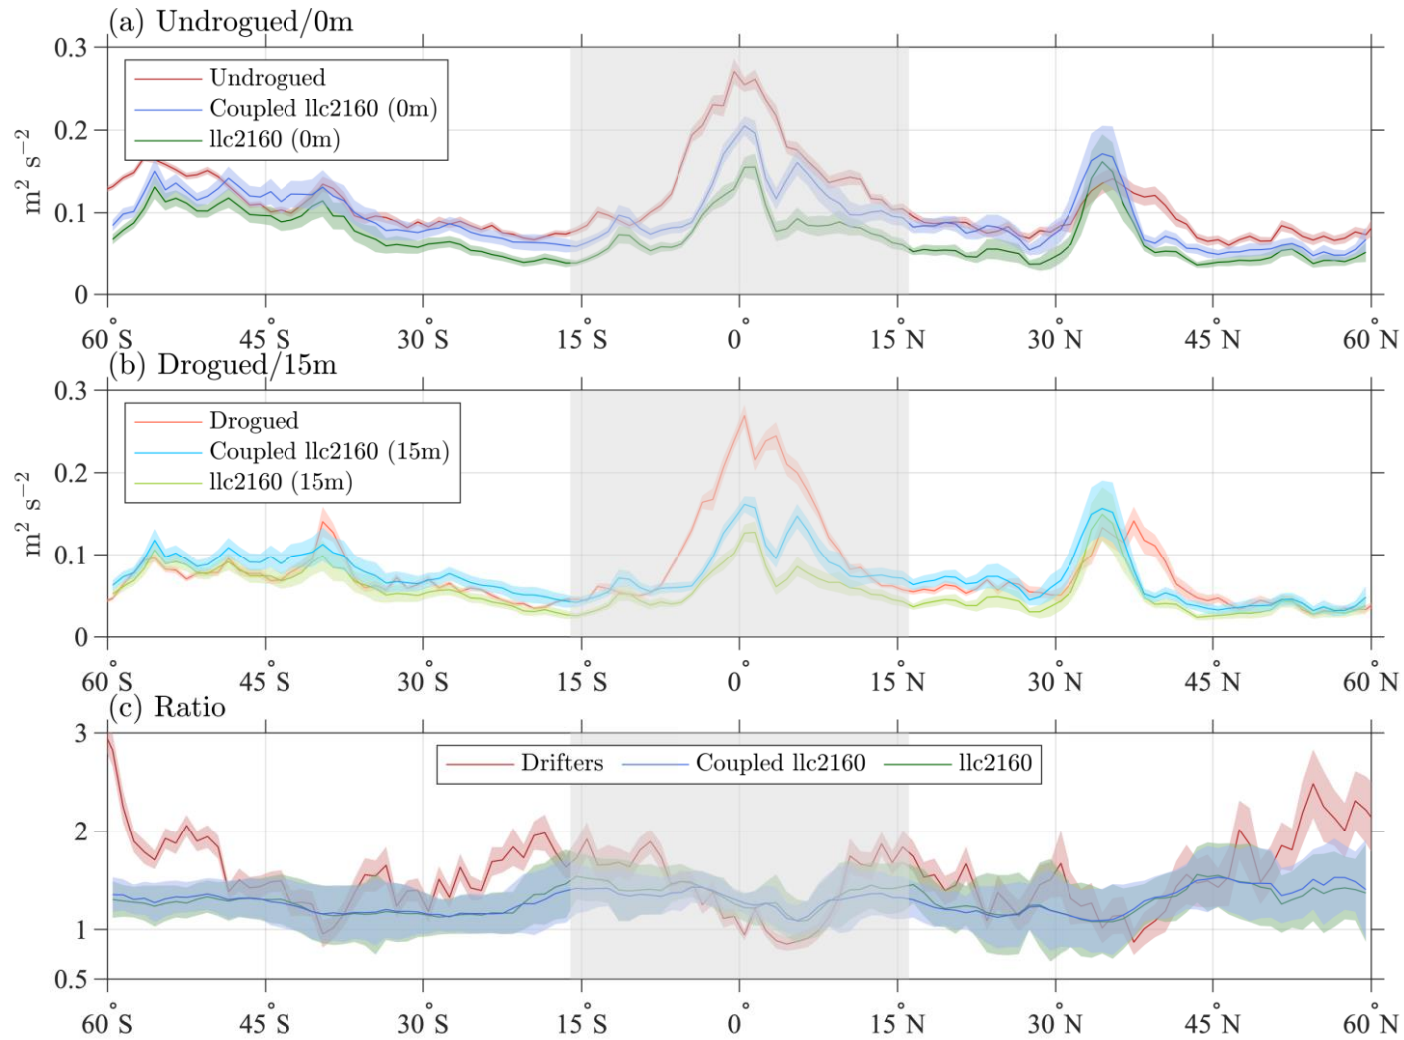 (a) Undrogued/0m
0.3
0.2
0.1
0
m² s⁻²
Undrogued
Coupled llc2160 (0m)
llc2160 (0m)
60°S 45°S 30°S 15°S 0° 15°N 30°N 45°N 60°N
(b) Drogued/15m
0.3
0.2
0.1
0
m² s⁻²
Drogued
Coupled llc2160 (15m)
llc2160 (15m)
60°S 45°S 30°S 15°S 0° 15°N 30°N 45°N 60°N
(c) Ratio
3
2
1
0.5
Drifters Coupled llc2160 llc2160
60°S 45°S 30°S 15°S 0° 15°N 30°N 45°N 60°N